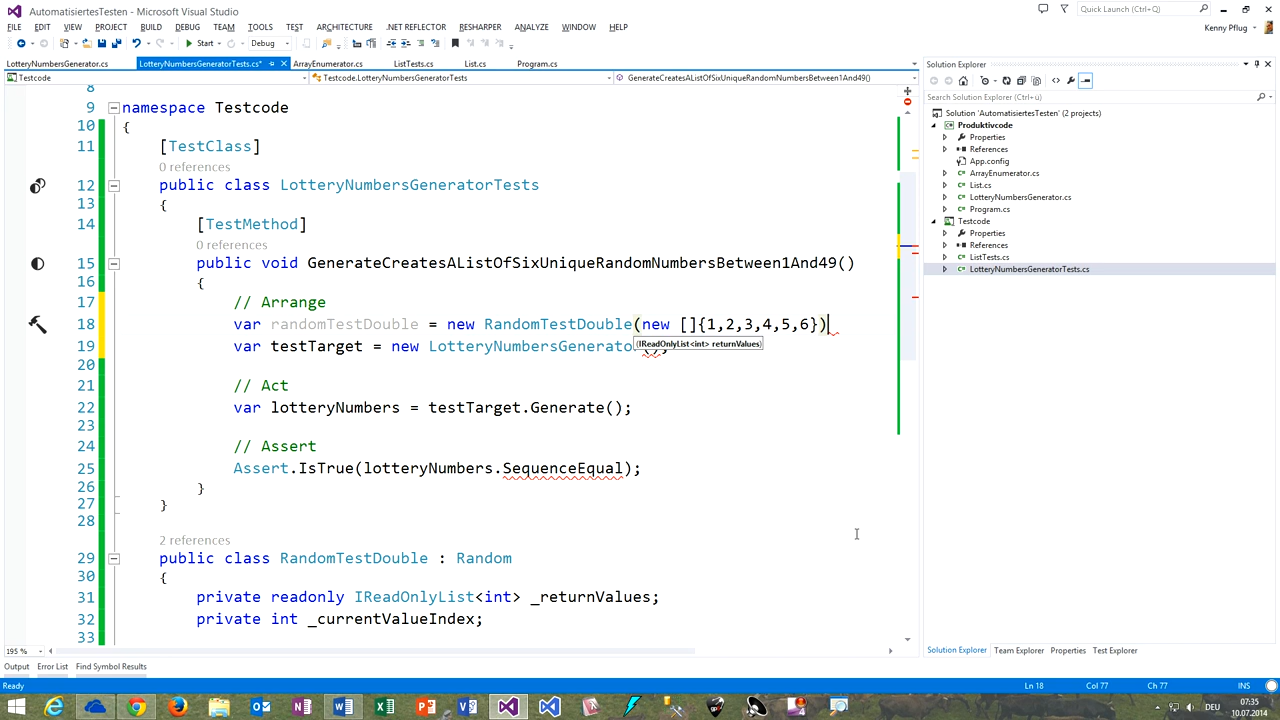 AutomatisiertesTesten - Microsoft Visual Studio
Quick Launch (Ctrl+Q)
FILE EDIT VIEW PROJECT BUILD DEBUG TEAM TOOLS TEST ARCHITECTURE .NET REFLECTOR RESHARPER ANALYZE WINDOW HELP
Kenny Pflug
Start Debug
LotteryNumbersGenerator.cs LotteryNumbersGeneratorTests.cs* ArrayEnumerator.cs ListTests.cs List.cs Program.cs
Testcode Testcode.LotteryNumbersGeneratorTests GenerateCreatesAListOfSixUniqueRandomNumbersBetween1And49()
8
9 namespace Testcode
10 {
11 [TestClass]
0 references
12 public class LotteryNumbersGeneratorTests
13 {
14 [TestMethod]
0 references
15 public void GenerateCreatesAListOfSixUniqueRandomNumbersBetween1And49()
16 {
17 // Arrange
18 var randomTestDouble = new RandomTestDouble(new []{1,2,3,4,5,6})
(IReadOnlyList<int> returnValues)
19 var testTarget = new LotteryNumbersGenerator();
20
21 // Act
22 var lotteryNumbers = testTarget.Generate();
23
24 // Assert
25 Assert.IsTrue(lotteryNumbers.SequenceEqual);
26 }
27 }
28
2 references
29 public class RandomTestDouble : Random
30 {
31 private readonly IReadOnlyList<int> _returnValues;
32 private int _currentValueIndex;
33
195 %
Solution Explorer
Search Solution Explorer (Ctrl+ü)
Solution 'AutomatisiertesTesten' (2 projects)
Produktivcode
Properties
References
App.config
ArrayEnumerator.cs
List.cs
LotteryNumbersGenerator.cs
Program.cs
Testcode
Properties
References
ListTests.cs
LotteryNumbersGeneratorTests.cs
Solution Explorer Team Explorer Properties Test Explorer
Output Error List Find Symbol Results
Ready Ln 18 Col 77 Ch 77 INS
DEU
07:35
10.07.2014